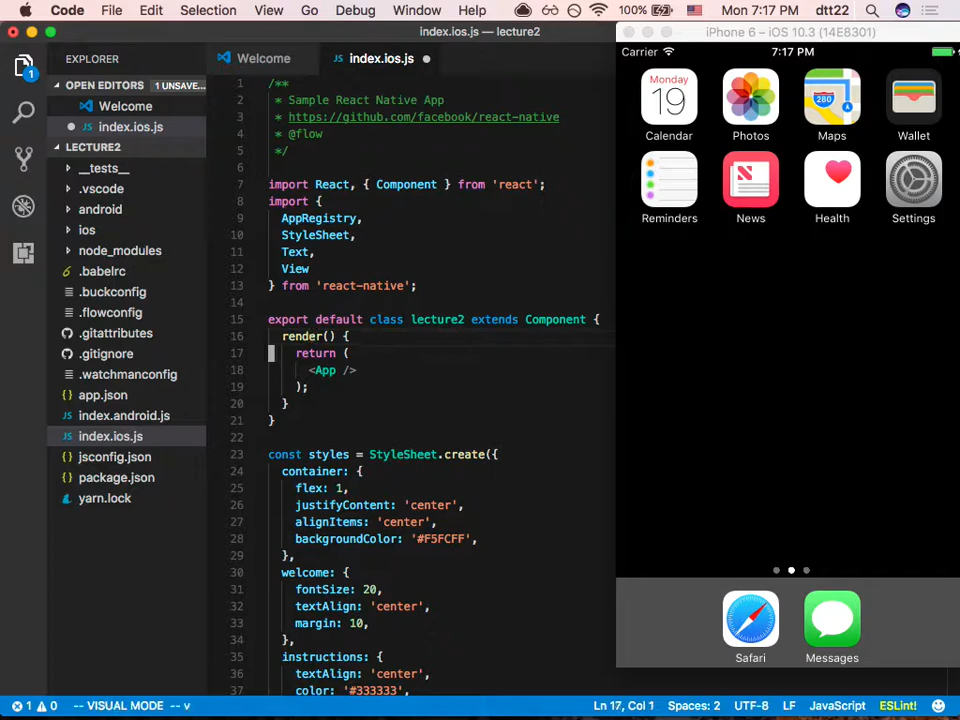 Code File Edit Selection View Go Debug Window Help 100% Mon 7:17 PM dtt22
index.ios.js — lecture2
iPhone 6 – iOS 10.3 (14E8301)
EXPLORER
OPEN EDITORS 1 UNSAVE...
Welcome
index.ios.js
LECTURE2
__tests__
.vscode
android
ios
node_modules
.babelrc
.buckconfig
.flowconfig
.gitattributes
.gitignore
.watchmanconfig
app.json
index.android.js
index.ios.js
jsconfig.json
package.json
yarn.lock
1
Welcome index.ios.js
1 /**
2 * Sample React Native App
3 * https://github.com/facebook/react-native
4 * @flow
5 */
6
7 import React, { Component } from 'react';
8 import {
9 AppRegistry,
10 StyleSheet,
11 Text,
12 View
13 } from 'react-native';
14
15 export default class lecture2 extends Component {
16 render() {
17 return (
18 <App />
19 );
20 }
21 }
22
23 const styles = StyleSheet.create({
24 container: {
25 flex: 1,
26 justifyContent: 'center',
27 alignItems: 'center',
28 backgroundColor: '#F5FCFF',
29 },
30 welcome: {
31 fontSize: 20,
32 textAlign: 'center',
33 margin: 10,
34 },
35 instructions: {
36 textAlign: 'center',
37 color: '#333333',
Carrier 7:17 PM
Monday
19
280
Calendar Photos Maps Wallet
Reminders News Health Settings
Safari Messages
1 0 -- VISUAL MODE -- v Ln 17, Col 1 Spaces: 2 UTF-8 LF JavaScript ESLint!